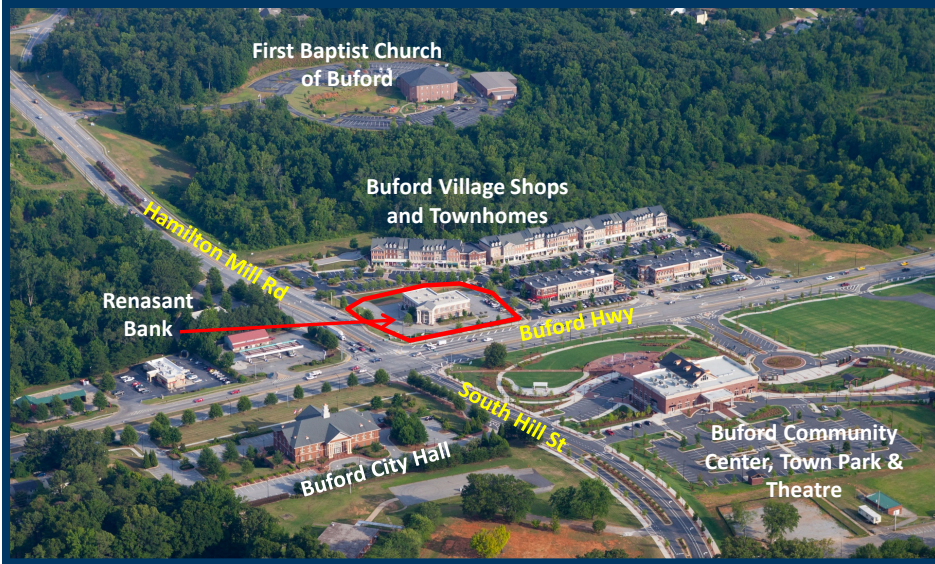 First Baptist Church
of Buford
Buford Village Shops
and Townhomes
Hamilton Mill Rd
Renasant
Bank
Buford Hwy
South Hill St
Buford City Hall
Buford Community
Center, Town Park &
Theatre